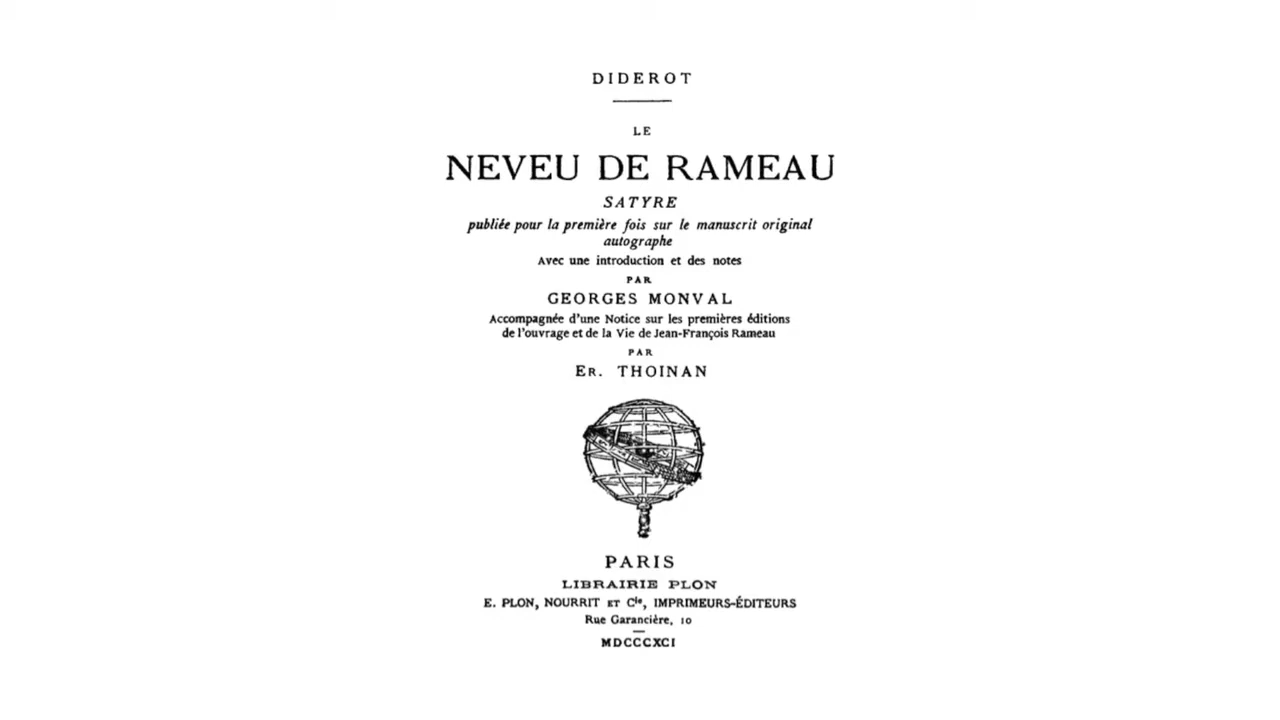 DIDEROT
LE
NEVEU DE RAMEAU
SATYRE
publiée pour la première fois sur le manuscrit original
autographe
Avec une introduction et des notes
PAR
GEORGES MONVAL
Accompagnée d'une Notice sur les premières éditions
de l'ouvrage et de la Vie de Jean-François Rameau
PAR
ER. THOINAN
PARIS
LIBRAIRIE PLON
E. PLON, NOURRIT ET Cie, IMPRIMEURS-ÉDITEURS
Rue Garancière, 10
MDCCCXCI